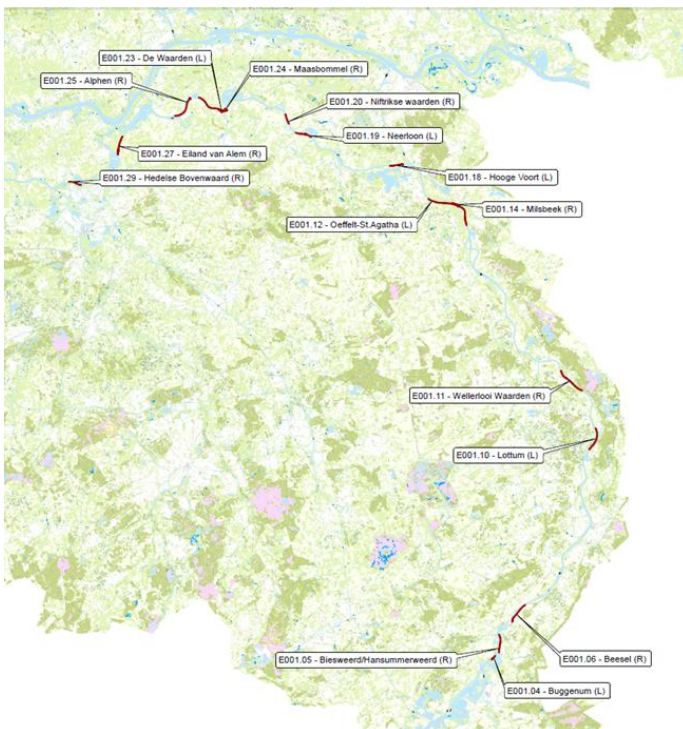 E001.23 - De Waarden (L)
E001.24 - Maasbommel (R)
E001.25 - Alphen (R)
E001.20 - Niftrikse waarden (R)
E001.19 - Neerloon (L)
E001.27 - Eiland van Alem (R)
E001.29 - Hedelse Bovenwaard (R)
E001.18 - Hooge Voort (L)
E001.14 - Milsbeek (R)
E001.12 - Oeffelt-St.Agatha (L)
E001.11 - Wellerlooi Waarden (R)
E001.10 - Lottum (L)
E001.05 - Biesweerd/Hansummerweerd (R)
E001.06 - Beesel (R)
E001.04 - Buggenum (L)